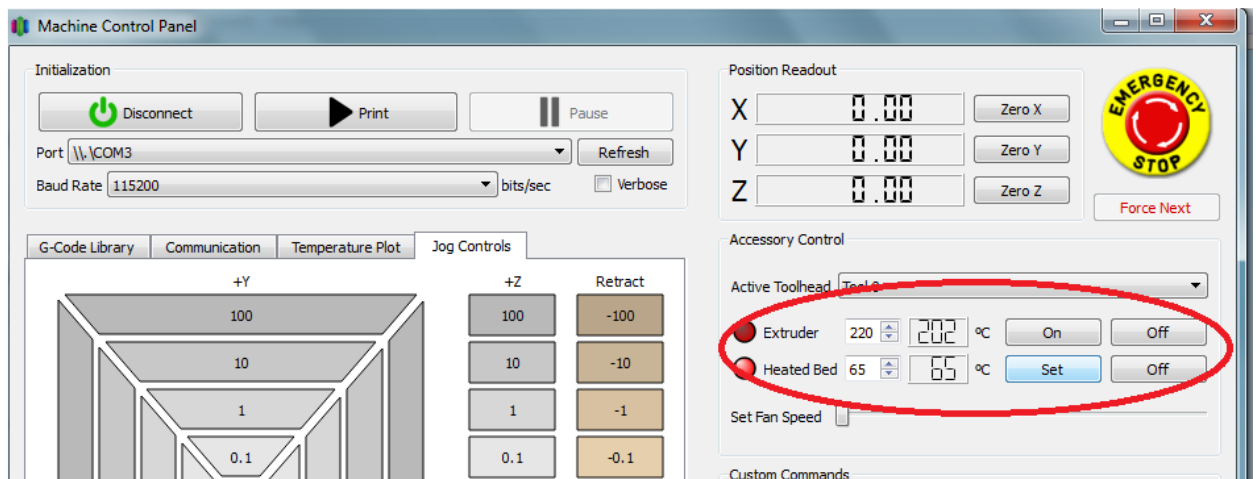 Machine Control Panel
Initialization
Disconnect
Print
Pause
Port \\.\COM3
Refresh
Baud Rate 115200 bits/sec
Verbose
Position Readout
X 0.00 Zero X
Y 0.00 Zero Y
Z 0.00 Zero Z
EMERGENCY
STOP
Force Next
G-Code Library
Communication
Temperature Plot
Jog Controls
+Y
+Z
Retract
100
100
-100
10
10
-10
1
1
-1
0.1
0.1
-0.1
Accessory Control
Active Toolhead
Extruder 220 202 ºC On Off
Heated Bed 65 65 ºC Set Off
Set Fan Speed
Custom Commands